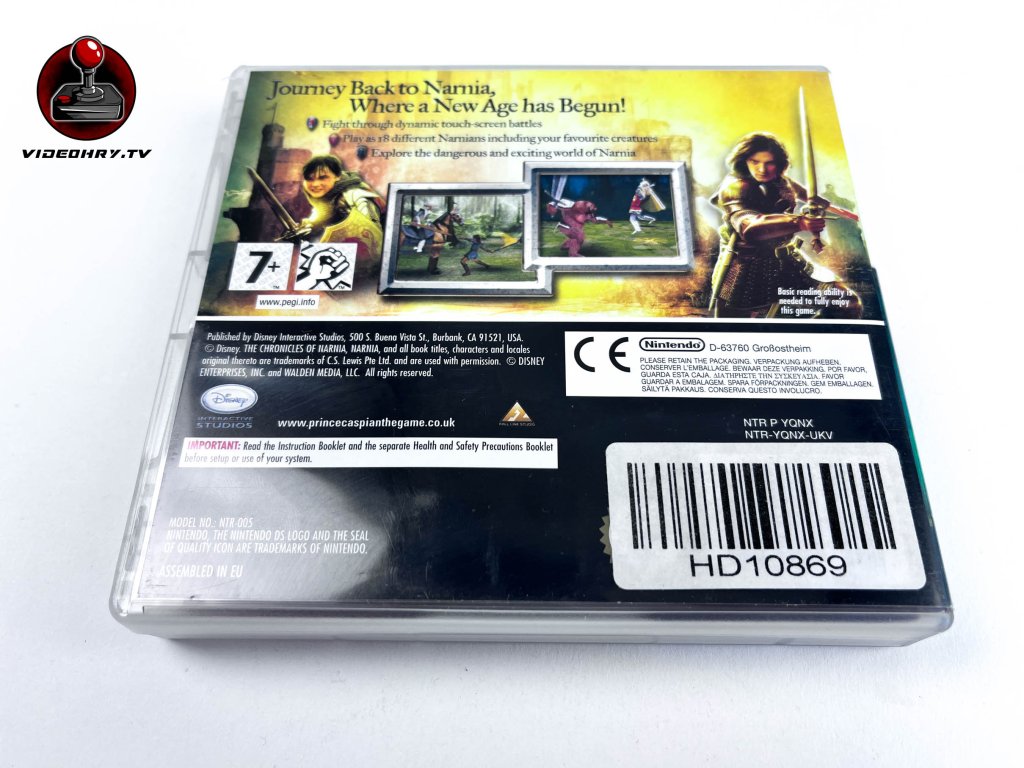 VIDEOHRY.TV
Journey Back to Narnia,
Where a New Age has Begun!
Fight through dynamic touch-screen battles
Play as 18 different Narnians including your favourite creatures
Explore the dangerous and exciting world of Narnia
7+
™
™
www.pegi.info
Basic reading ability is
needed to fully enjoy
this game.
Published by Disney Interactive Studios, 500 S. Buena Vista St., Burbank, CA 91521, USA.
© Disney. THE CHRONICLES OF NARNIA, NARNIA, and all book titles, characters and locales
original thereto are trademarks of C.S. Lewis Pte Ltd. and are used with permission. © DISNEY
ENTERPRISES, INC. and WALDEN MEDIA, LLC. All rights reserved.
CE
Nintendo
D-63760 Großostheim
PLEASE RETAIN THE PACKAGING. VERPACKUNG AUFHEBEN.
CONSERVER L'EMBALLAGE. BEWAAR DEZE VERPAKKING. POR FAVOR,
GUARDA ESTA CAJA. ΔΙΑΤΗΡΗΣΤΕ ΤΗΝ ΣΥΣΚΕΥΑΣΙΑ. FAVOR
GUARDAR A EMBALAGEM. SPARA FÖRPACKNINGEN. GEM EMBALLAGEN.
SÄILYTÄ PAKKAUS. CONSERVA QUESTO INVOLUCRO.
Disney
INTERACTIVE
STUDIOS
www.princecaspianthegame.co.uk
FALL LINE STUDIO
NTR P YQNX
NTR-YQNX-UKV
IMPORTANT: Read the Instruction Booklet and the separate Health and Safety Precautions Booklet
before setup or use of your system.
MODEL NO.: NTR-005
NINTENDO, THE NINTENDO DS LOGO AND THE SEAL
OF QUALITY ICON ARE TRADEMARKS OF NINTENDO.
ASSEMBLED IN EU
HD10869